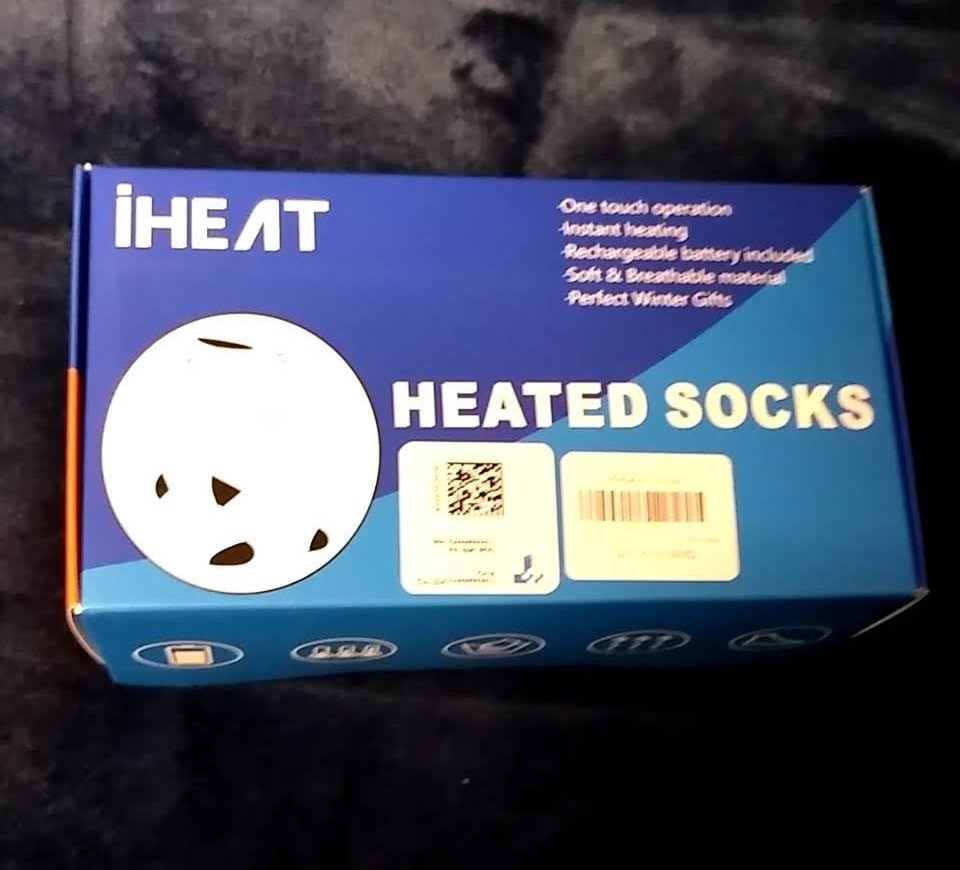 iHEAT
·One touch operation
·Instant heating
·Rechargeable battery included
·Soft & Breathable material
·Perfect Winter Gifts
HEATED SOCKS